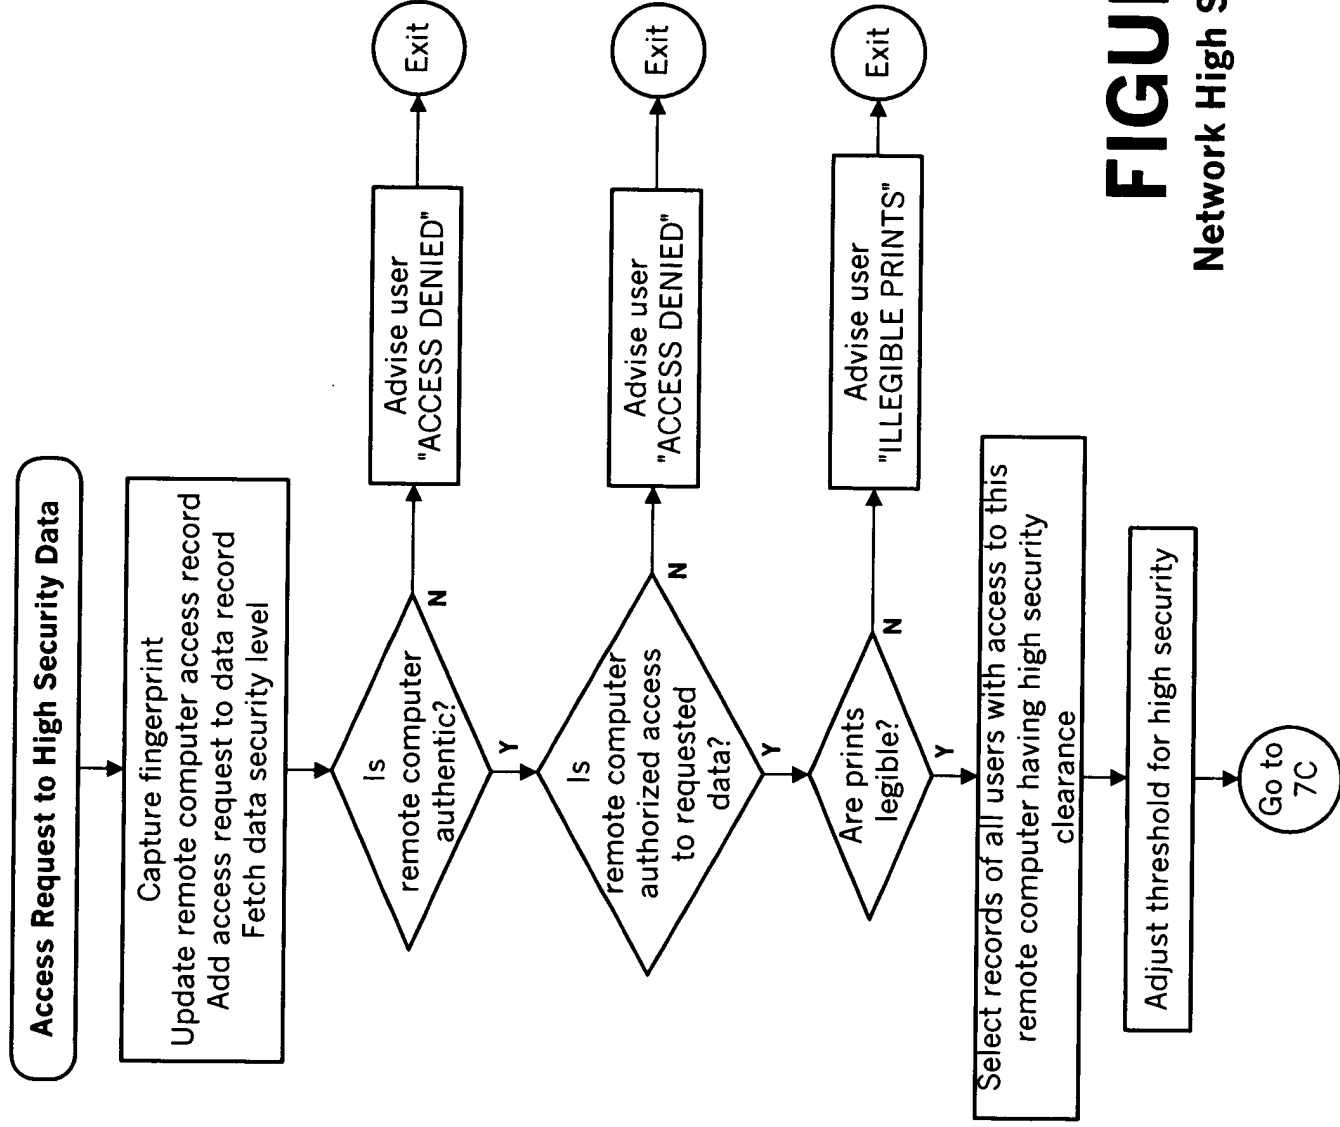 Access Request to High Security Data
Capture fingerprint
Update remote computer access record
Add access request to data record
Fetch data security level
Is
remote computer
authentic?
N
Advise user
"ACCESS DENIED"
Exit
Y
Is
remote computer
authorized access
to requested
data?
N
Advise user
"ACCESS DENIED"
Exit
Y
Are prints
legible?
N
Advise user
"ILLEGIBLE PRINTS"
Exit
Y
Select records of all users with access to this
remote computer having high security
clearance
Adjust threshold for high security
Go to
7C
Network High